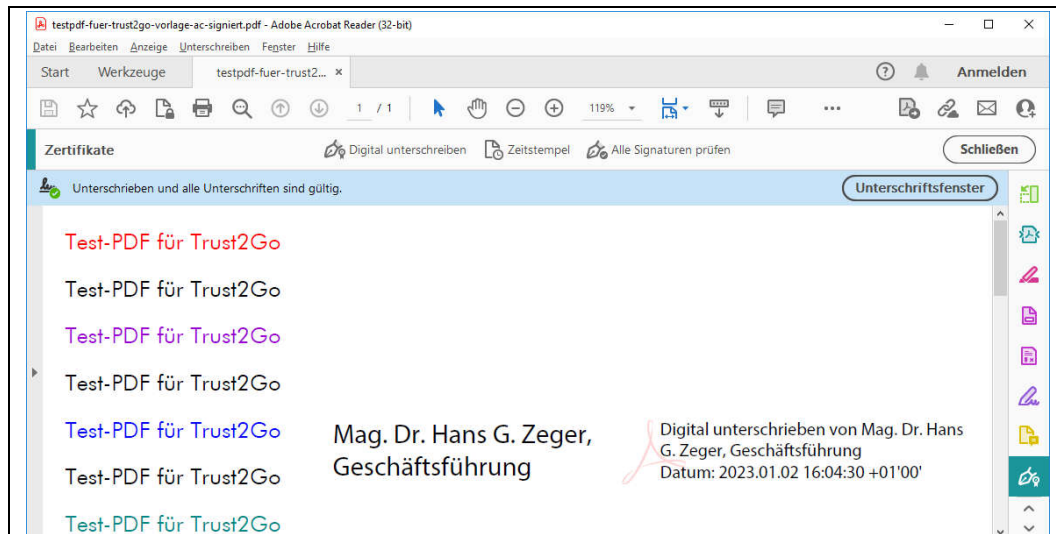 testpdf-fuer-trust2go-vorlage-ac-signiert.pdf - Adobe Acrobat Reader (32-bit)
Datei Bearbeiten Anzeige Unterschreiben Fenster Hilfe
Start Werkzeuge testpdf-fuer-trust2... × Anmelden
1 / 1 119%
Zertifikate Digital unterschreiben Zeitstempel Alle Signaturen prüfen Schließen
Unterschrieben und alle Unterschriften sind gültig. Unterschriftsfenster
Test-PDF für Trust2Go
Test-PDF für Trust2Go
Test-PDF für Trust2Go
Test-PDF für Trust2Go
Test-PDF für Trust2Go
Test-PDF für Trust2Go
Test-PDF für Trust2Go
Mag. Dr. Hans G. Zeger,
Geschäftsführung
Digital unterschrieben von Mag. Dr. Hans
G. Zeger, Geschäftsführung
Datum: 2023.01.02 16:04:30 +01'00'